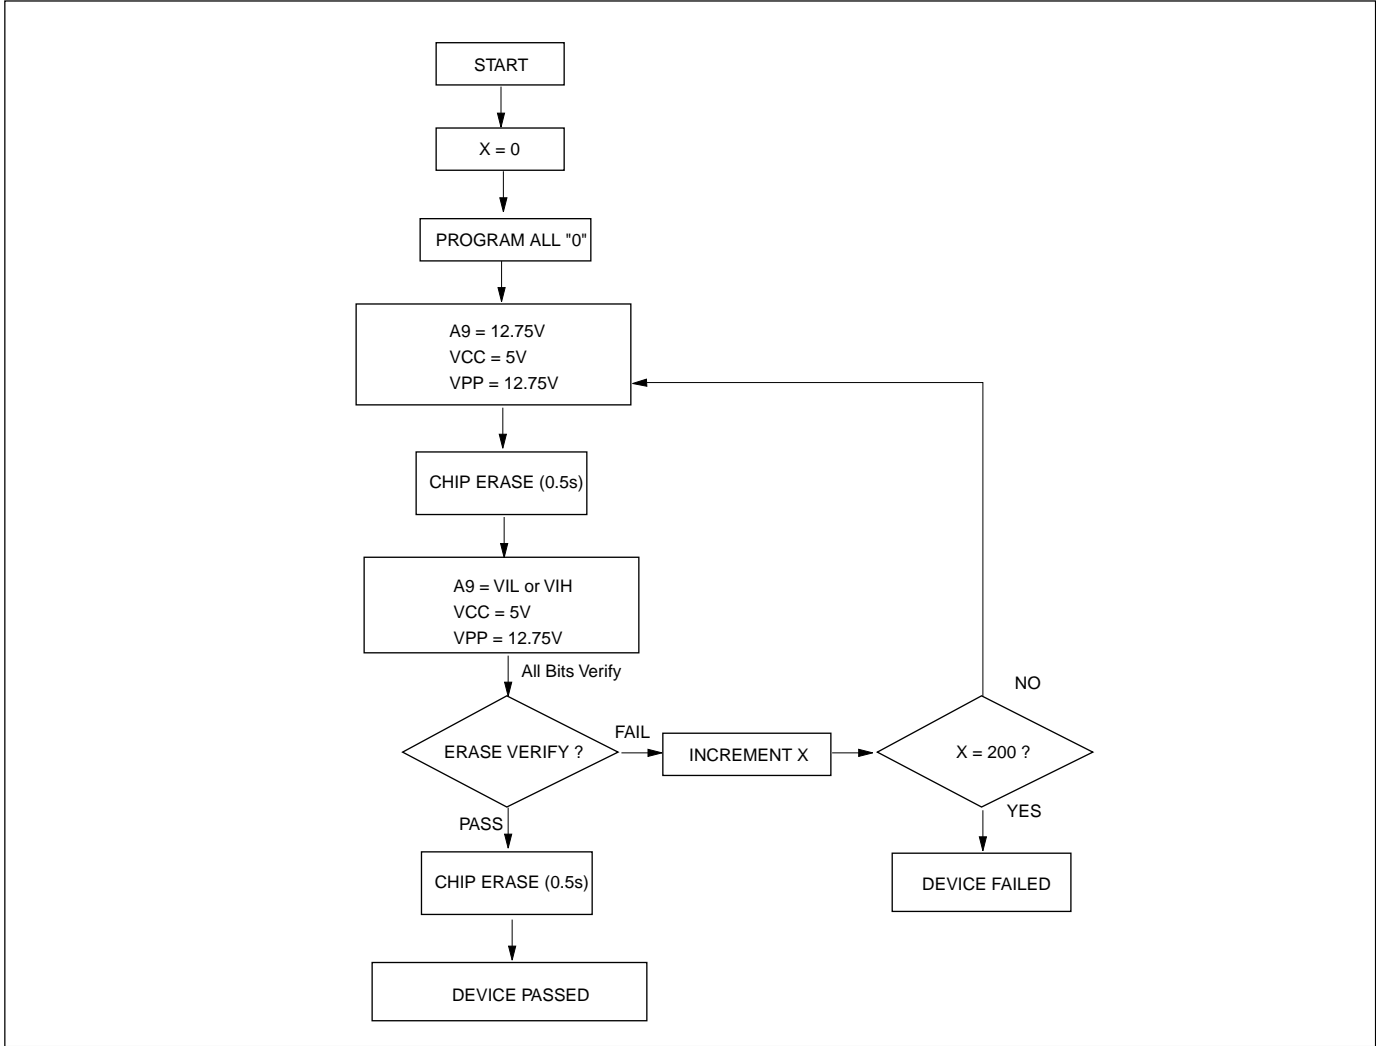 START
X = 0
PROGRAM ALL "0"
A9 = 12.75V
VCC = 5V
VPP = 12.75V
CHIP ERASE (0.5s)
A9 = VIL or VIH
VCC = 5V
VPP = 12.75V
All Bits Verify
ERASE VERIFY ?
FAIL
INCREMENT X
X = 200 ?
NO
YES
DEVICE FAILED
PASS
CHIP ERASE (0.5s)
DEVICE PASSED